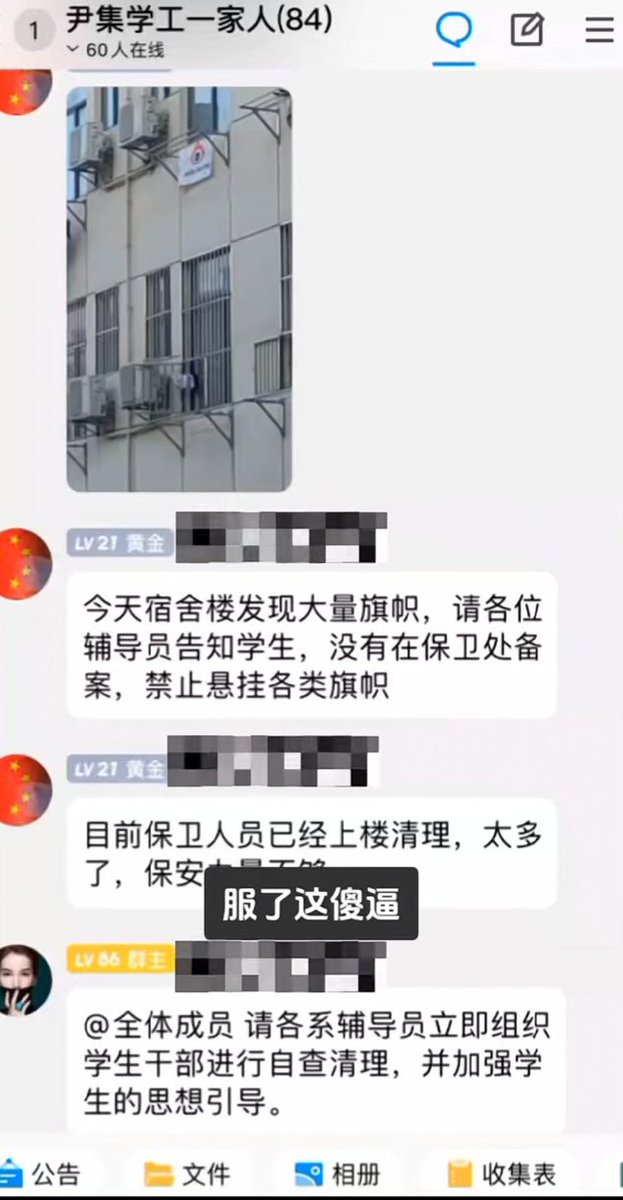 1
尹集学工一家人(84)
60人在线
LV21 黄金
今天宿舍楼发现大量旗帜，请各位
辅导员告知学生，没有在保卫处备
案，禁止悬挂各类旗帜
LV21 黄金
目前保卫人员已经上楼清理，太多
了，保安
服了这傻逼
LV86 群主
@全体成员 请各系辅导员立即组织
学生干部进行自查清理，并加强学
生的思想引导。
公告 文件 相册 收集表